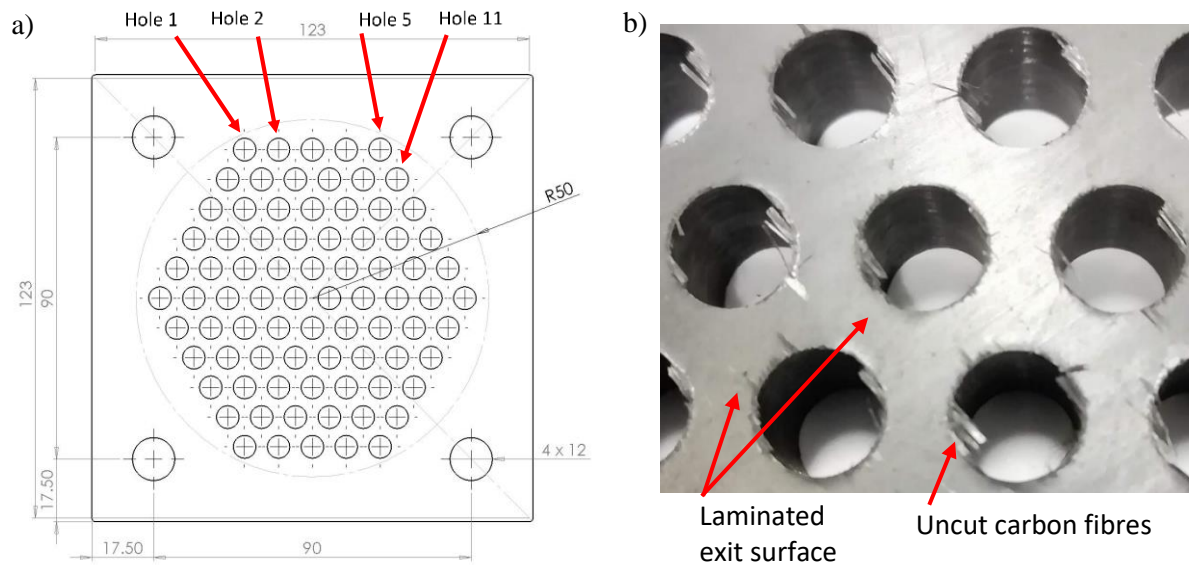 a)
Hole 1
Hole 2
Hole 5
Hole 11
123
R50
123
90
4 x 12
17.50
17.50
90
b)
Laminated
exit surface
Uncut carbon fibres